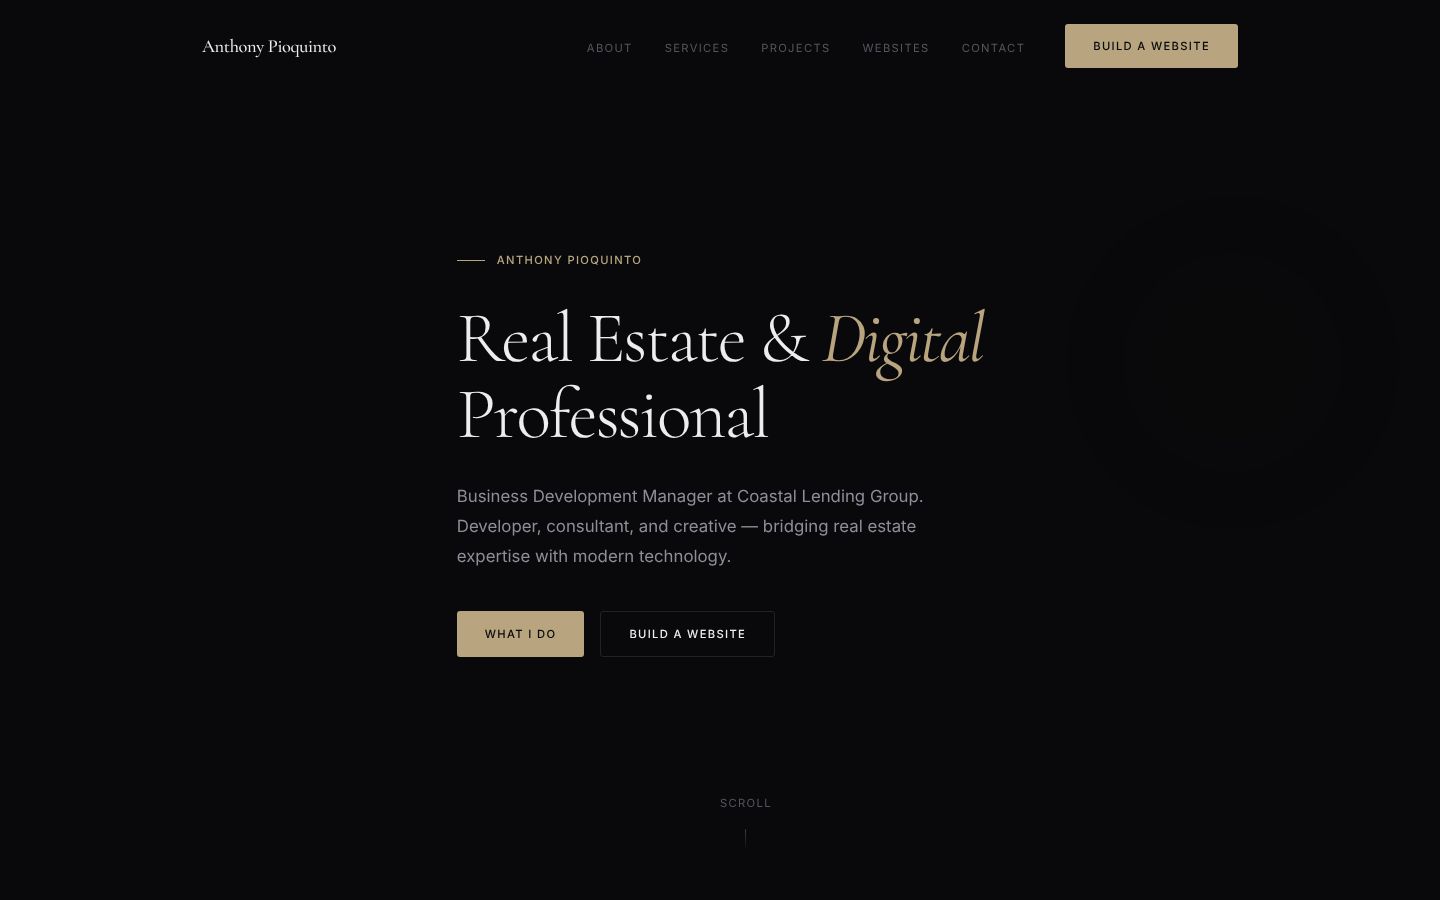 Anthony Pioquinto
ABOUT SERVICES PROJECTS WEBSITES CONTACT BUILD A WEBSITE
ANTHONY PIOQUINTO
Real Estate & Digital
Professional
Business Development Manager at Coastal Lending Group.
Developer, consultant, and creative — bridging real estate
expertise with modern technology.
WHAT I DO BUILD A WEBSITE
SCROLL